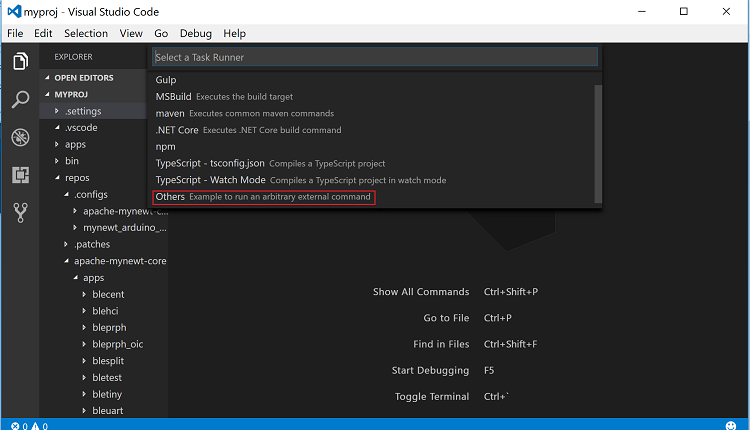 myproj - Visual Studio Code
File Edit Selection View Go Debug Help
EXPLORER
OPEN EDITORS
MYPROJ
.settings
.vscode
apps
bin
repos
.configs
apache-mynewt-c...
mynewt_arduino_...
.patches
apache-mynewt-core
apps
blecent
blehci
bleprph
bleprph_oic
blesplit
bletest
bletiny
bleuart
Select a Task Runner
Gulp
MSBuild Executes the build target
maven Executes common maven commands
.NET Core Executes .NET Core build command
npm
TypeScript - tsconfig.json Compiles a TypeScript project
TypeScript - Watch Mode Compiles a TypeScript project in watch mode
Others Example to run an arbitrary external command
Show All Commands Ctrl+Shift+P
Go to File Ctrl+P
Find in Files Ctrl+Shift+F
Start Debugging F5
Toggle Terminal Ctrl+`
0 0